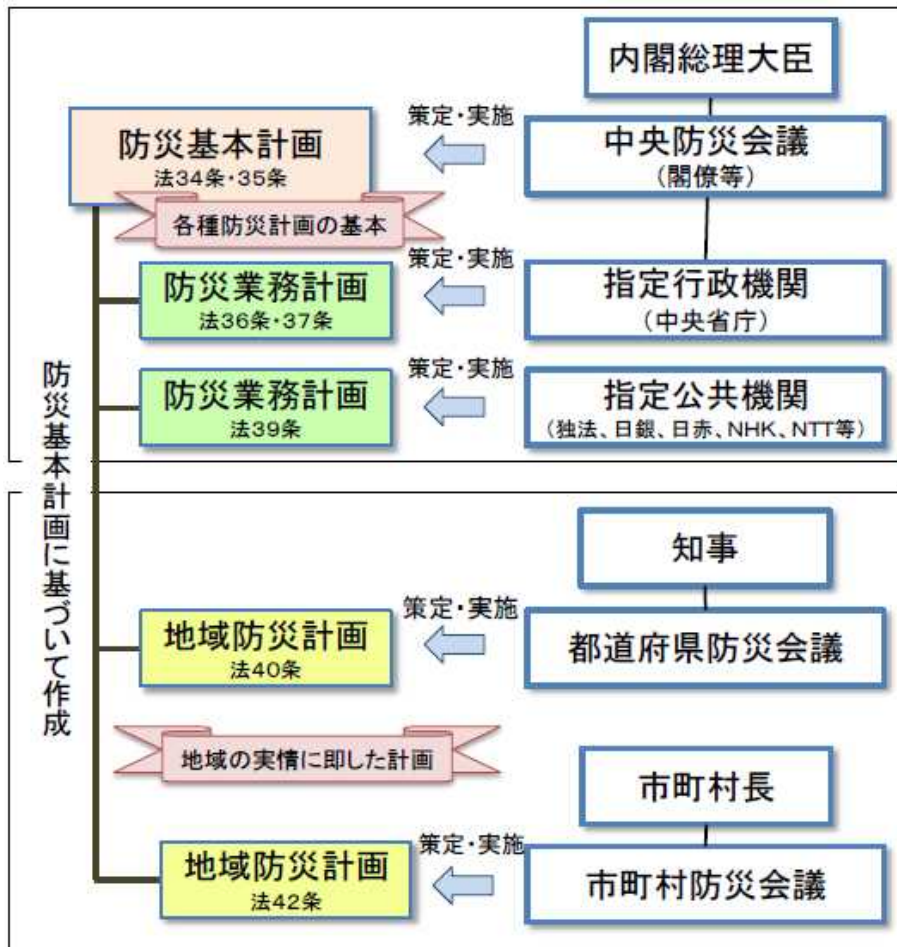 内閣総理大臣
防災基本計画
法34条・35条
策定・実施
中央防災会議
（閣僚等）
各種防災計画の基本
防災業務計画
法36条・37条
策定・実施
指定行政機関
（中央省庁）
防災業務計画
法39条
策定・実施
指定公共機関
（独法、日銀、日赤、NHK、NTT等）
防災基本計画に基づいて作成
知事
地域防災計画
法40条
策定・実施
都道府県防災会議
地域の実情に即した計画
市町村長
地域防災計画
法42条
策定・実施
市町村防災会議